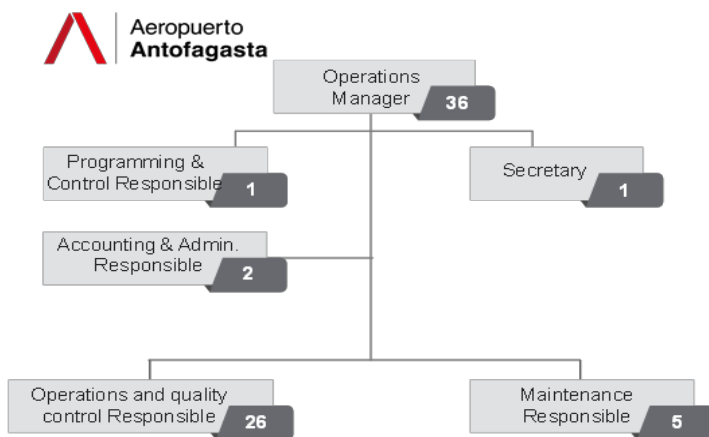 Aeropuerto
Antofagasta
Operations
Manager
36
Programming &
Control Responsible
1
Secretary
1
Accounting & Admin.
Responsible
2
Operations and quality
control Responsible
26
Maintenance
Responsible
5